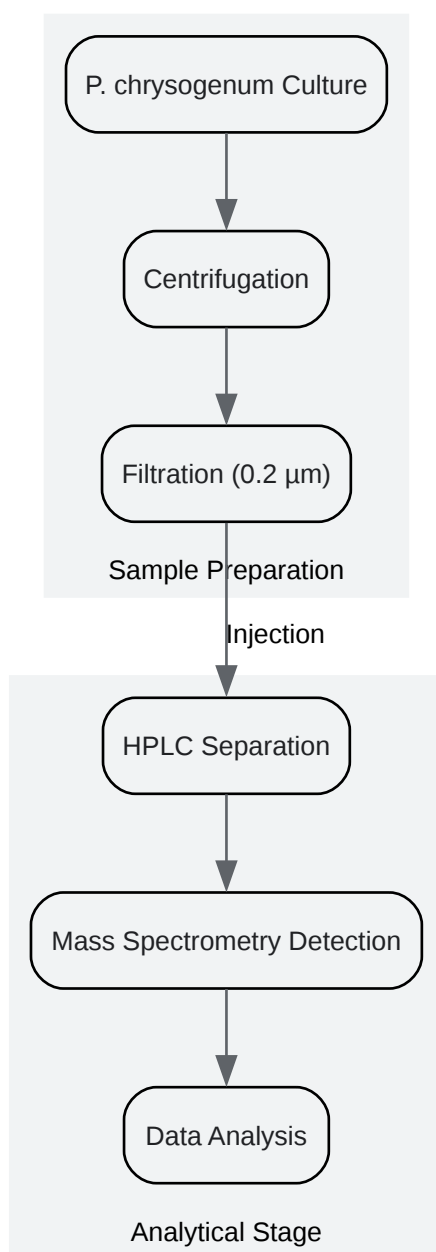 P. chrysogenum Culture
Centrifugation
Filtration (0.2 µm)
Sample Preparation
Injection
HPLC Separation
Mass Spectrometry Detection
Data Analysis
Analytical Stage